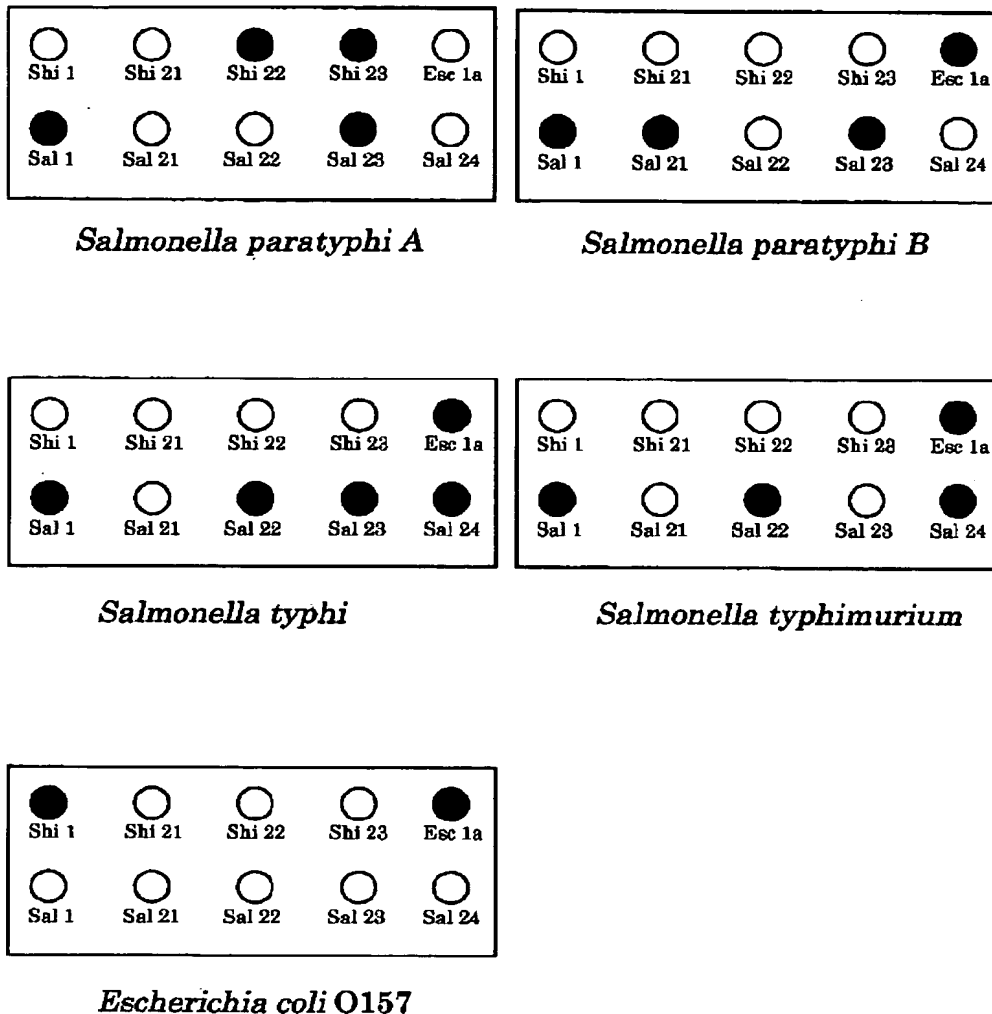 Shi 1 Shi 21 Shi 22 Shi 23 Esc 1a
Sal 1 Sal 21 Sal 22 Sal 23 Sal 24
Salmonella paratyphi A
Shi 1 Shi 21 Shi 22 Shi 23 Esc 1a
Sal 1 Sal 21 Sal 22 Sal 23 Sal 24
Salmonella paratyphi B
Shi 1 Shi 21 Shi 22 Shi 23 Esc 1a
Sal 1 Sal 21 Sal 22 Sal 23 Sal 24
Salmonella typhi
Shi 1 Shi 21 Shi 22 Shi 23 Esc 1a
Sal 1 Sal 21 Sal 22 Sal 23 Sal 24
Salmonella typhimurium
Shi 1 Shi 21 Shi 22 Shi 23 Esc 1a
Sal 1 Sal 21 Sal 22 Sal 23 Sal 24
Escherichia coli O157